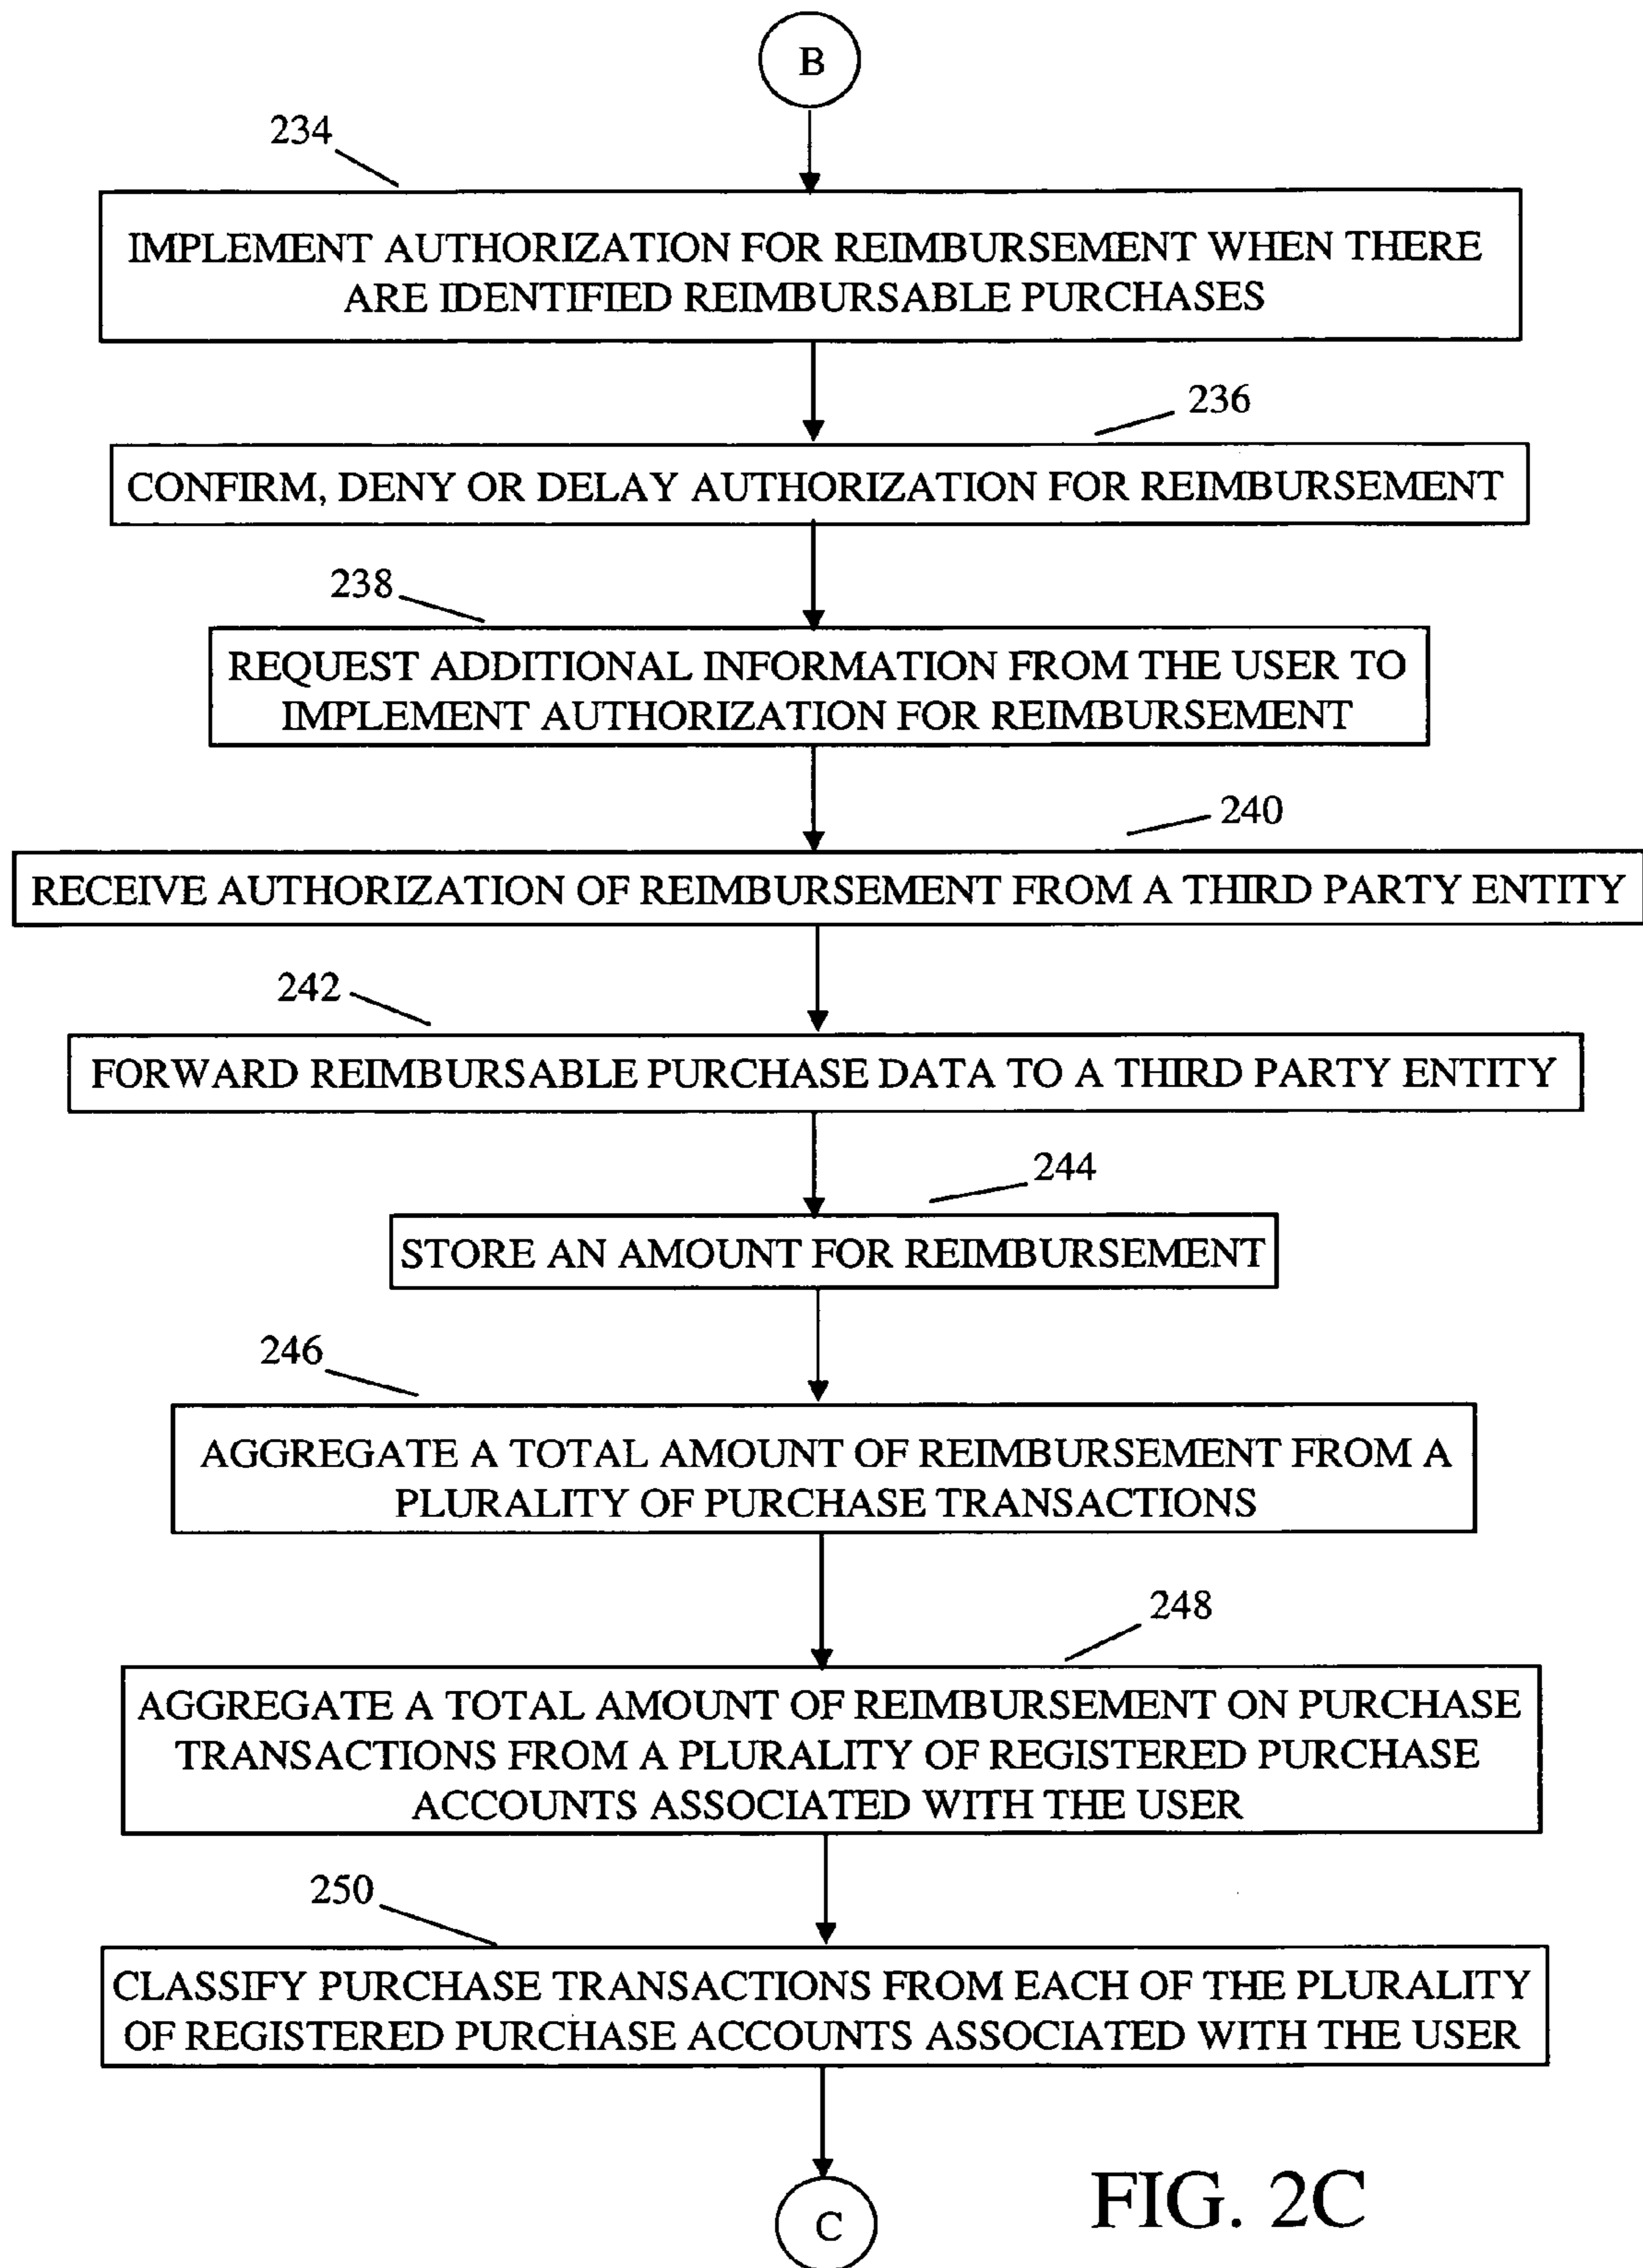 B
234
IMPLEMENT AUTHORIZATION FOR REIMBURSEMENT WHEN THERE
ARE IDENTIFIED REIMBURSABLE PURCHASES
236
CONFIRM, DENY OR DELAY AUTHORIZATION FOR REIMBURSEMENT
238
REQUEST ADDITIONAL INFORMATION FROM THE USER TO
IMPLEMENT AUTHORIZATION FOR REIMBURSEMENT
240
RECEIVE AUTHORIZATION OF REIMBURSEMENT FROM A THIRD PARTY ENTITY
242
FORWARD REIMBURSABLE PURCHASE DATA TO A THIRD PARTY ENTITY
244
STORE AN AMOUNT FOR REIMBURSEMENT
246
AGGREGATE A TOTAL AMOUNT OF REIMBURSEMENT FROM A
PLURALITY OF PURCHASE TRANSACTIONS
248
AGGREGATE A TOTAL AMOUNT OF REIMBURSEMENT ON PURCHASE
TRANSACTIONS FROM A PLURALITY OF REGISTERED PURCHASE
ACCOUNTS ASSOCIATED WITH THE USER
250
CLASSIFY PURCHASE TRANSACTIONS FROM EACH OF THE PLURALITY
OF REGISTERED PURCHASE ACCOUNTS ASSOCIATED WITH THE USER
C
FIG. 2C